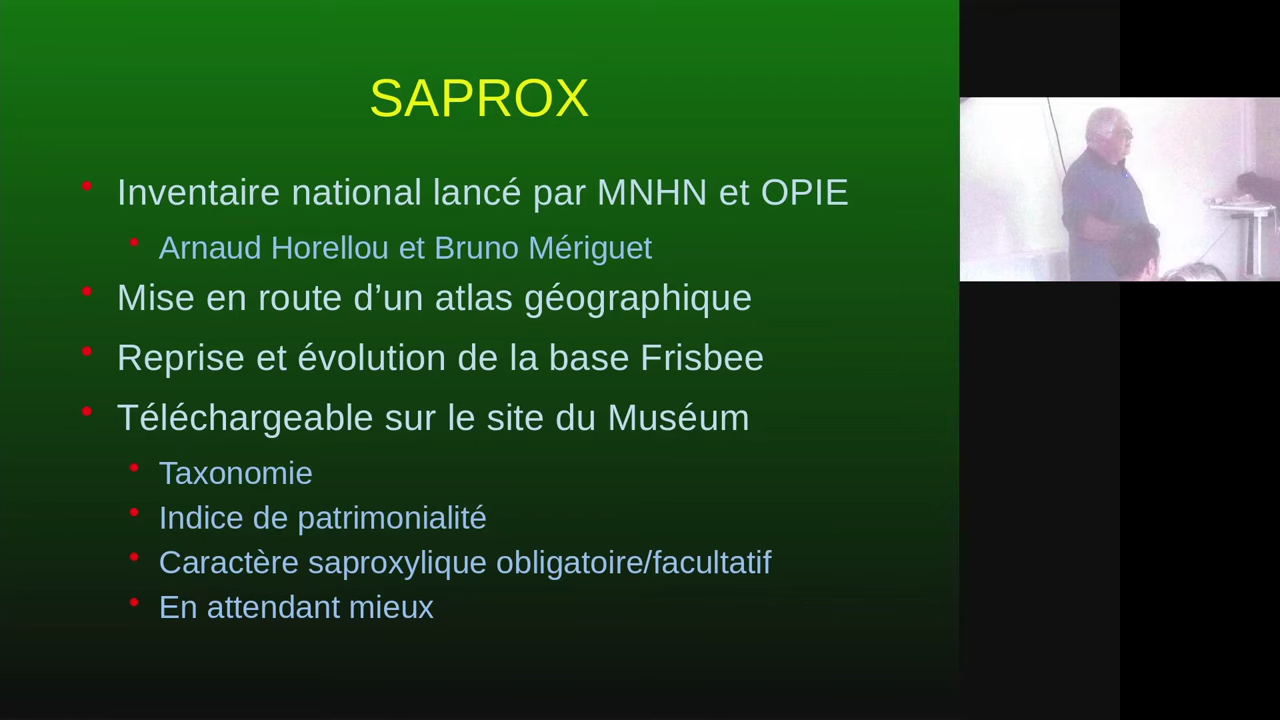 SAPROX
Inventaire national lancé par MNHN et OPIE
Arnaud Horellou et Bruno Mériguet
Mise en route d’un atlas géographique
Reprise et évolution de la base Frisbee
Téléchargeable sur le site du Muséum
Taxonomie
Indice de patrimonialité
Caractère saproxylique obligatoire/facultatif
En attendant mieux